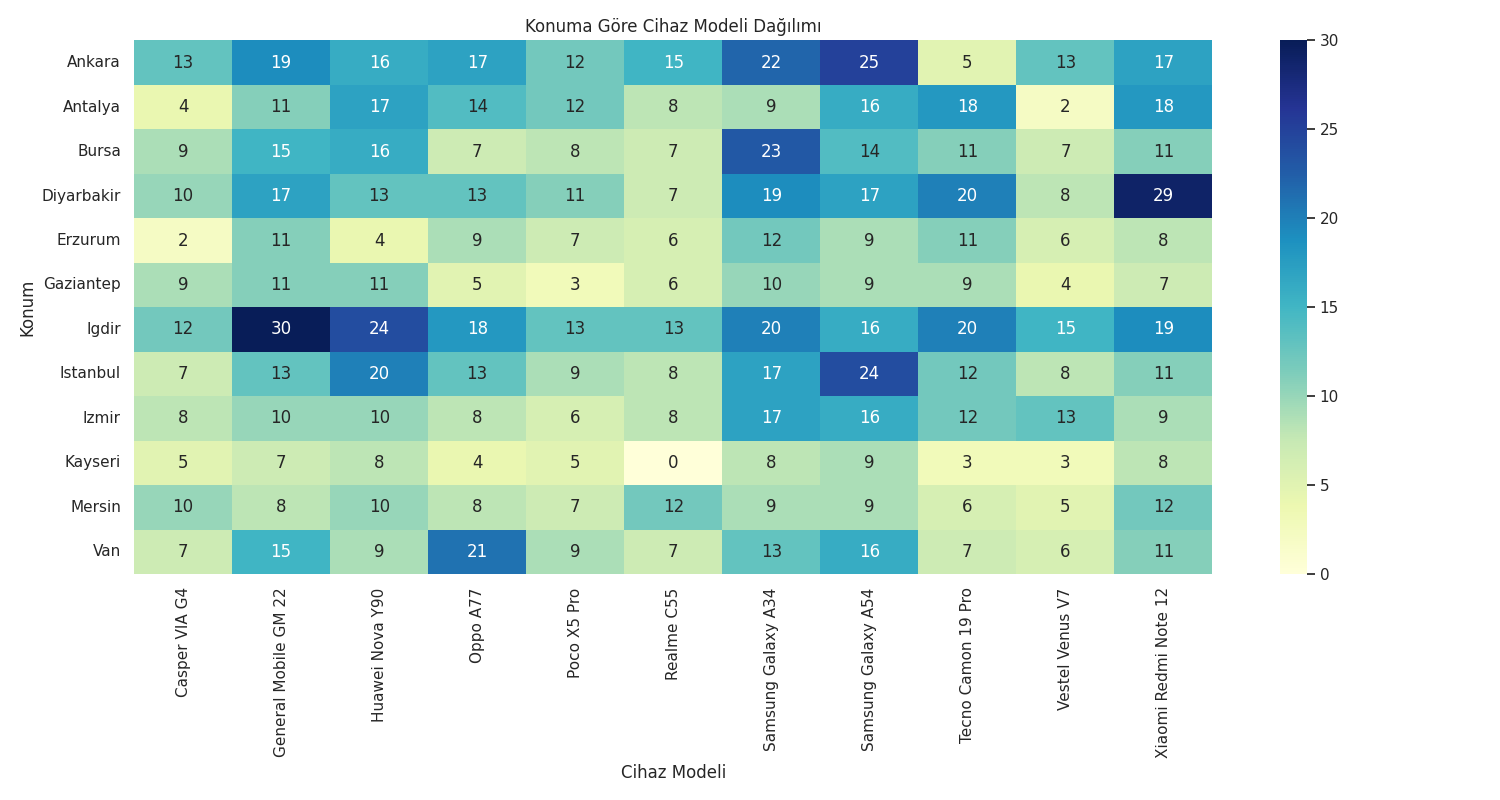 Konuma Göre Cihaz Modeli Dağılımı
Konum
Ankara 13 19 16 17 12 15 22 25 5 13 17
Antalya 4 11 17 14 12 8 9 16 18 2 18
Bursa 9 15 16 7 8 7 23 14 11 7 11
Diyarbakir 10 17 13 13 11 7 19 17 20 8 29
Erzurum 2 11 4 9 7 6 12 9 11 6 8
Gaziantep 9 11 11 5 3 6 10 9 9 4 7
Igdir 12 30 24 18 13 13 20 16 20 15 19
Istanbul 7 13 20 13 9 8 17 24 12 8 11
Izmir 8 10 10 8 6 8 17 16 12 13 9
Kayseri 5 7 8 4 5 0 8 9 3 3 8
Mersin 10 8 10 8 7 12 9 9 6 5 12
Van 7 15 9 21 9 7 13 16 7 6 11
Casper VIA G4
General Mobile GM 22
Huawei Nova Y90
Oppo A77
Poco X5 Pro
Realme C55
Samsung Galaxy A34
Samsung Galaxy A54
Tecno Camon 19 Pro
Vestel Venus V7
Xiaomi Redmi Note 12
Cihaz Modeli
30
25
20
15
10
5
0